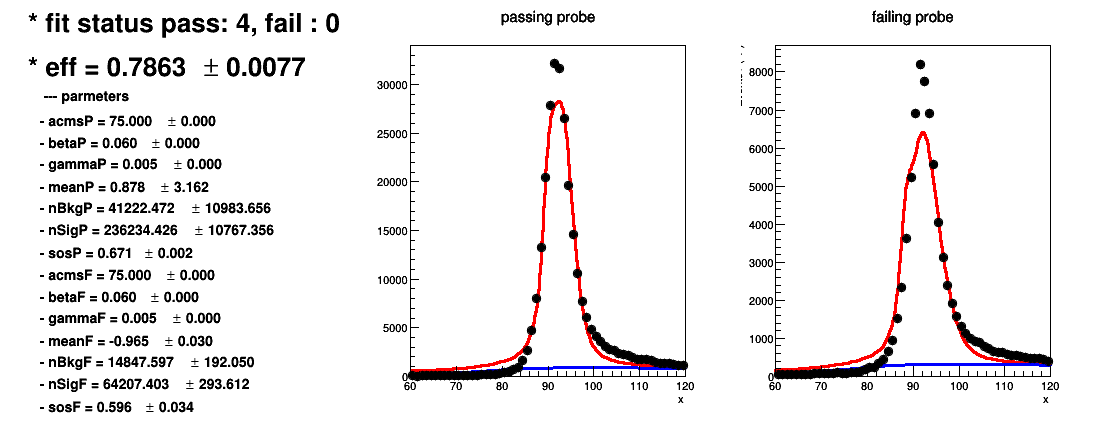 * fit status pass: 4, fail : 0
* eff = 0.7863 ± 0.0077
--- parmeters
- acmsP = 75.000 ± 0.000
- betaP = 0.060 ± 0.000
- gammaP = 0.005 ± 0.000
- meanP = 0.878 ± 3.162
- nBkgP = 41222.472 ± 10983.656
- nSigP = 236234.426 ± 10767.356
- sosP = 0.671 ± 0.002
- acmsF = 75.000 ± 0.000
- betaF = 0.060 ± 0.000
- gammaF = 0.005 ± 0.000
- meanF = -0.965 ± 0.030
- nBkgF = 14847.597 ± 192.050
- nSigF = 64207.403 ± 293.612
- sosF = 0.596 ± 0.034
passing probe
30000
25000
20000
15000
10000
5000
0
60 70 80 90 100 110 120
x
failing probe
8000
7000
6000
5000
4000
3000
2000
1000
0
60 70 80 90 100 110 120
x